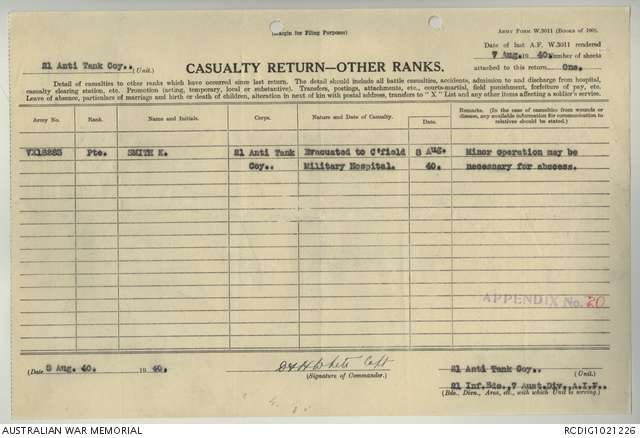 (Margin for Filing Purposes)
ARMY FORM W.3011 (BOOKS OF 100).
Date of last A.F. W.3011 rendered
7 Aug. 19 40. Number of sheets
attached to this return One.
21 Anti Tank Coy.. (Unit.)
CASUALTY RETURN—OTHER RANKS.
Detail of casualties to other ranks which have occurred since last return. The detail should include all battle casualties, accidents, admission to and discharge from hospital,
casualty clearing station, etc. Promotion (acting, temporary, local or substantive). Transfers, postings, attachments, etc., courts-martial, field punishment, forfeiture of pay, etc.
Leave of absence, particulars of marriage and birth or death of children, alteration in next of kin with postal address, transfers to "X" List and any other items affecting a soldier's service.
Army No. Rank. Name and Initials. Corps. Nature and Date of Casualty. Date. Remarks. (In the case of casualties from wounds or disease, any available information for communication to relatives should be stated.)
VX18283 Pte. SMITH K. 21 Anti Tank Evacuated to C'field 8 Aug. Minor operation may be
Coy.. Military Hospital. 40. necessary for abscess.
APPENDIX No. 20
(Date 8 Aug. 40. 19 40. White Capt 21 Anti Tank Coy.. (Unit.)
(Signature of Commander.)
21 Inf.Bde., 7 Aust.Div., A.I.F..
(Bde., Divn., Area, etc., with which Unit is serving.)
AUSTRALIAN WAR MEMORIAL
RCDIG1021226